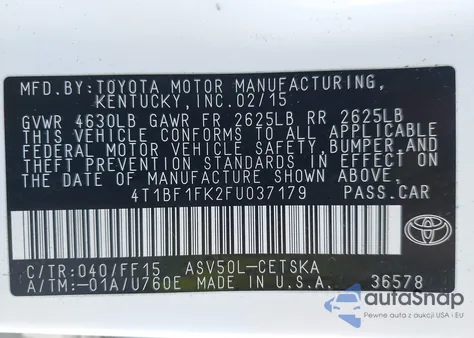 MFD. BY: TOYOTA MOTOR MANUFACTURING,
KENTUCKY, INC. 02/15
GVWR 4630LB GAWR FR 2625LB RR 2625LB
THIS VEHICLE CONFORMS TO ALL APPLICABLE
FEDERAL MOTOR VEHICLE SAFETY, BUMPER, AND
THEFT PREVENTION STANDARDS IN EFFECT ON
THE DATE OF MANUFACTURE SHOWN ABOVE.
4T1BF1FK2FU037179 PASS. CAR
TOYOTA
C/TR: 040/FF15 ASV50L-CETSKA
A/TM: -01A/U760E MADE IN U.S.A. 36578
autoSnap
Pewne auta z aukcji USA i EU